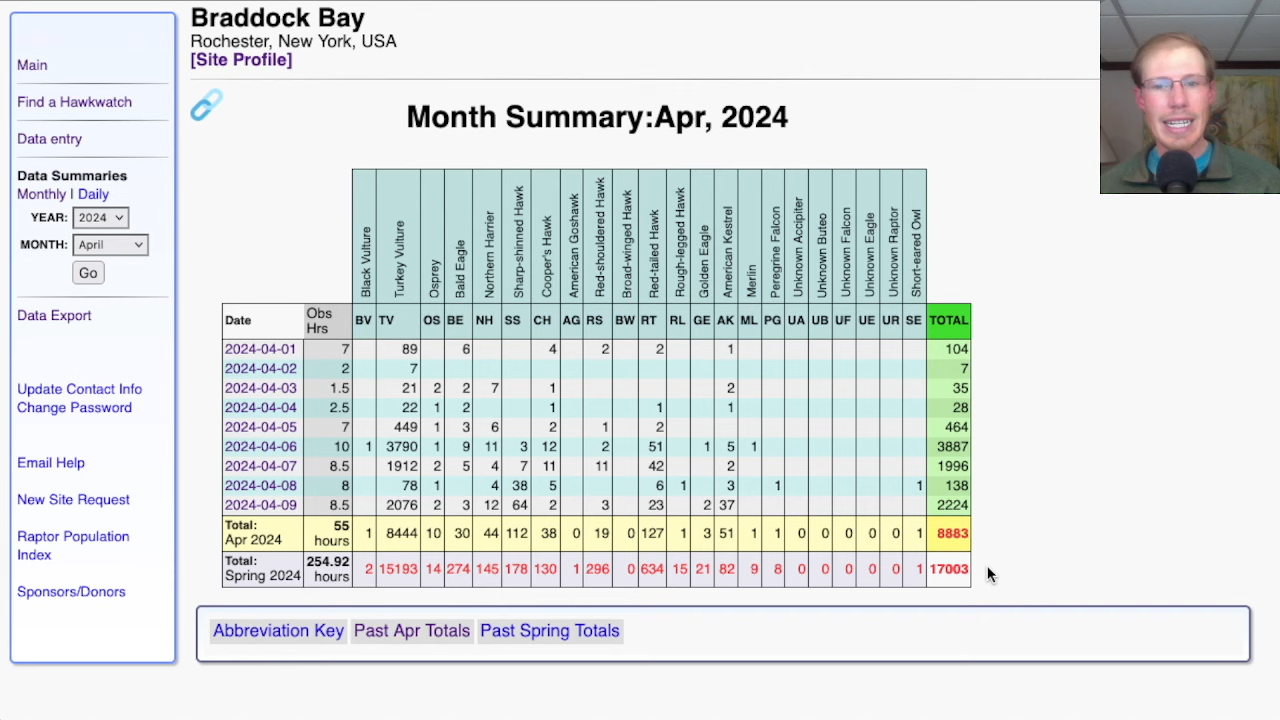 Braddock Bay
Rochester, New York, USA
[Site Profile]
Main
Find a Hawkwatch
Data entry
Data Summaries
Monthly | Daily
YEAR: 2024
MONTH: April
Go
Data Export
Update Contact Info
Change Password
Email Help
New Site Request
Raptor Population
Index
Sponsors/Donors
Month Summary:Apr, 2024
Black Vulture
Turkey Vulture
Osprey
Bald Eagle
Northern Harrier
Sharp-shinned Hawk
Cooper's Hawk
American Goshawk
Red-shouldered Hawk
Broad-winged Hawk
Red-tailed Hawk
Rough-legged Hawk
Golden Eagle
American Kestrel
Merlin
Peregrine Falcon
Unknown Accipiter
Unknown Buteo
Unknown Falcon
Unknown Eagle
Unknown Raptor
Short-eared Owl
Date Obs Hrs BV TV OS BE NH SS CH AG RS BW RT RL GE AK ML PG UA UB UF UE UR SE TOTAL
2024-04-01 7 89 6 4 2 2 1 104
2024-04-02 2 7 7
2024-04-03 1.5 21 2 2 7 1 2 35
2024-04-04 2.5 22 1 2 1 1 1 28
2024-04-05 7 449 1 3 6 2 1 2 464
2024-04-06 10 1 3790 1 9 11 3 12 2 51 1 5 1 3887
2024-04-07 8.5 1912 2 5 4 7 11 11 42 2 1996
2024-04-08 8 78 1 4 38 5 6 1 3 1 1 138
2024-04-09 8.5 2076 2 3 12 64 2 3 23 2 37 2224
Total: Apr 2024 55 hours 1 8444 10 30 44 112 38 0 19 0 127 1 3 51 1 1 0 0 0 0 0 1 8883
Total: Spring 2024 254.92 hours 2 15193 14 274 145 178 130 1 296 0 634 15 21 82 9 8 0 0 0 0 0 1 17003
Abbreviation Key Past Apr Totals Past Spring Totals